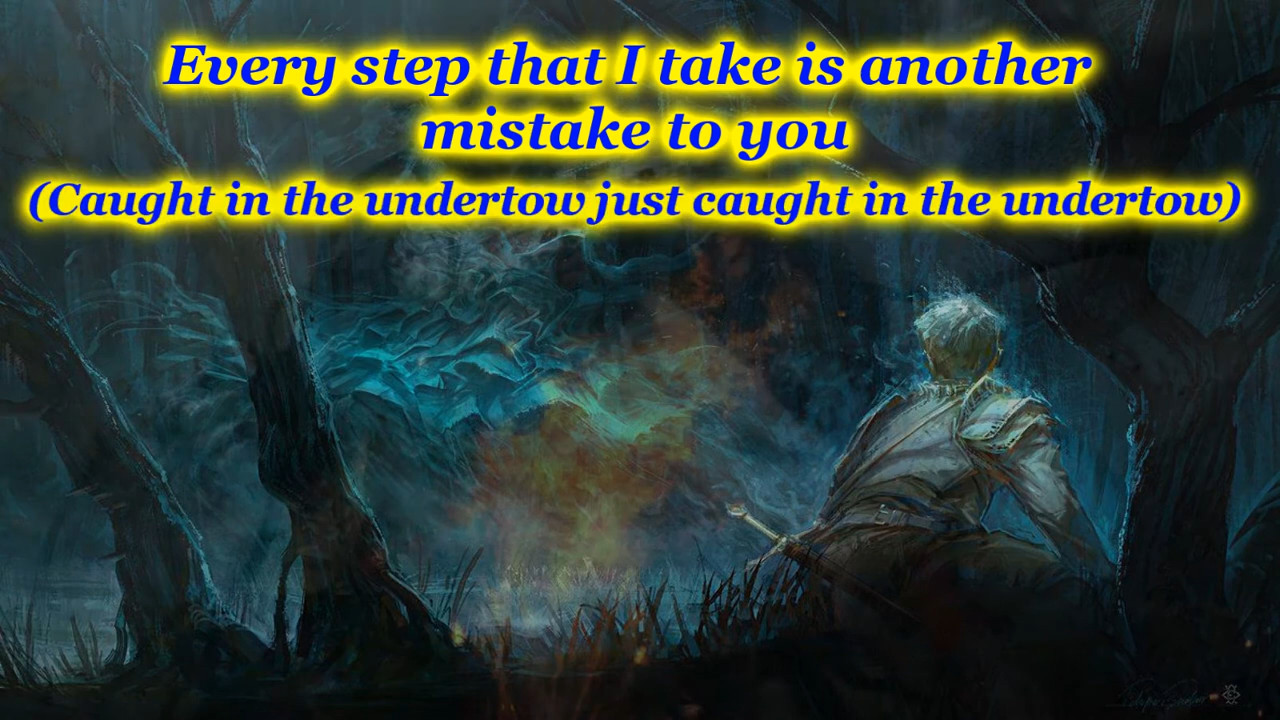 Every step that I take is another
mistake to you
(Caught in the undertow just caught in the undertow)